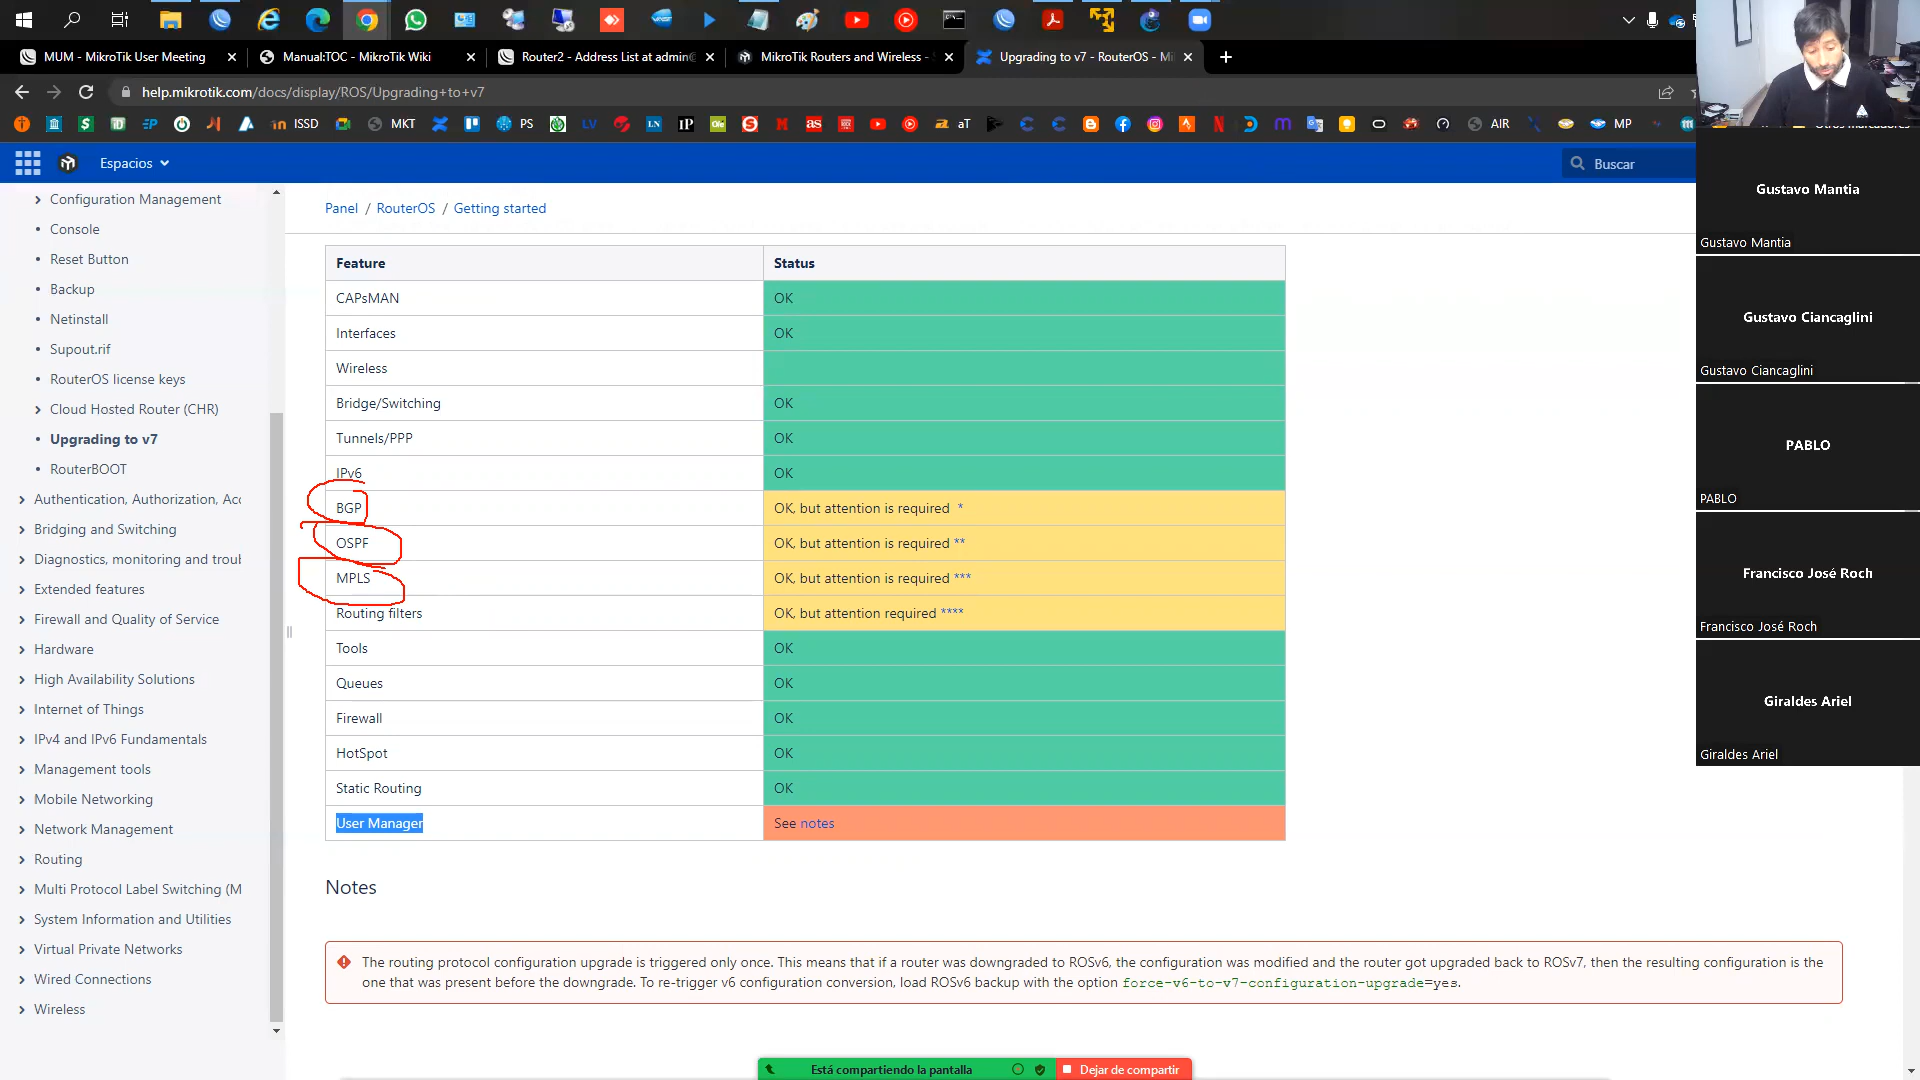 MUM - MikroTik User Meeting
Manual:TOC - MikroTik Wiki
Router2 - Address List at admin@
MikroTik Routers and Wireless -
Upgrading to v7 - RouterOS - Mi
help.mikrotik.com/docs/display/ROS/Upgrading+to+v7
ISSD
MKT
PS
LV
LN
IP
as
aT
AIR
MP
Otros marcadores
Espacios
Buscar
Configuration Management
Console
Reset Button
Backup
Netinstall
Supout.rif
RouterOS license keys
Cloud Hosted Router (CHR)
Upgrading to v7
RouterBOOT
Authentication, Authorization, Acc
Bridging and Switching
Diagnostics, monitoring and troub
Extended features
Firewall and Quality of Service
Hardware
High Availability Solutions
Internet of Things
IPv4 and IPv6 Fundamentals
Management tools
Mobile Networking
Network Management
Routing
Multi Protocol Label Switching (M
System Information and Utilities
Virtual Private Networks
Wired Connections
Wireless
Panel / RouterOS / Getting started
Feature Status
CAPsMAN OK
Interfaces OK
Wireless
Bridge/Switching OK
Tunnels/PPP OK
IPv6 OK
BGP OK, but attention is required *
OSPF OK, but attention is required **
MPLS OK, but attention is required ***
Routing filters OK, but attention required ****
Tools OK
Queues OK
Firewall OK
HotSpot OK
Static Routing OK
User Manager See notes
Notes
The routing protocol configuration upgrade is triggered only once. This means that if a router was downgraded to ROSv6, the configuration was modified and the router got upgraded back to ROSv7, then the resulting configuration is the
one that was present before the downgrade. To re-trigger v6 configuration conversion, load ROSv6 backup with the option force-v6-to-v7-configuration-upgrade=yes.
Gustavo Mantia
Gustavo Mantia
Gustavo Ciancaglini
Gustavo Ciancaglini
PABLO
PABLO
Francisco José Roch
Francisco José Roch
Giraldes Ariel
Giraldes Ariel
Está compartiendo la pantalla
Dejar de compartir